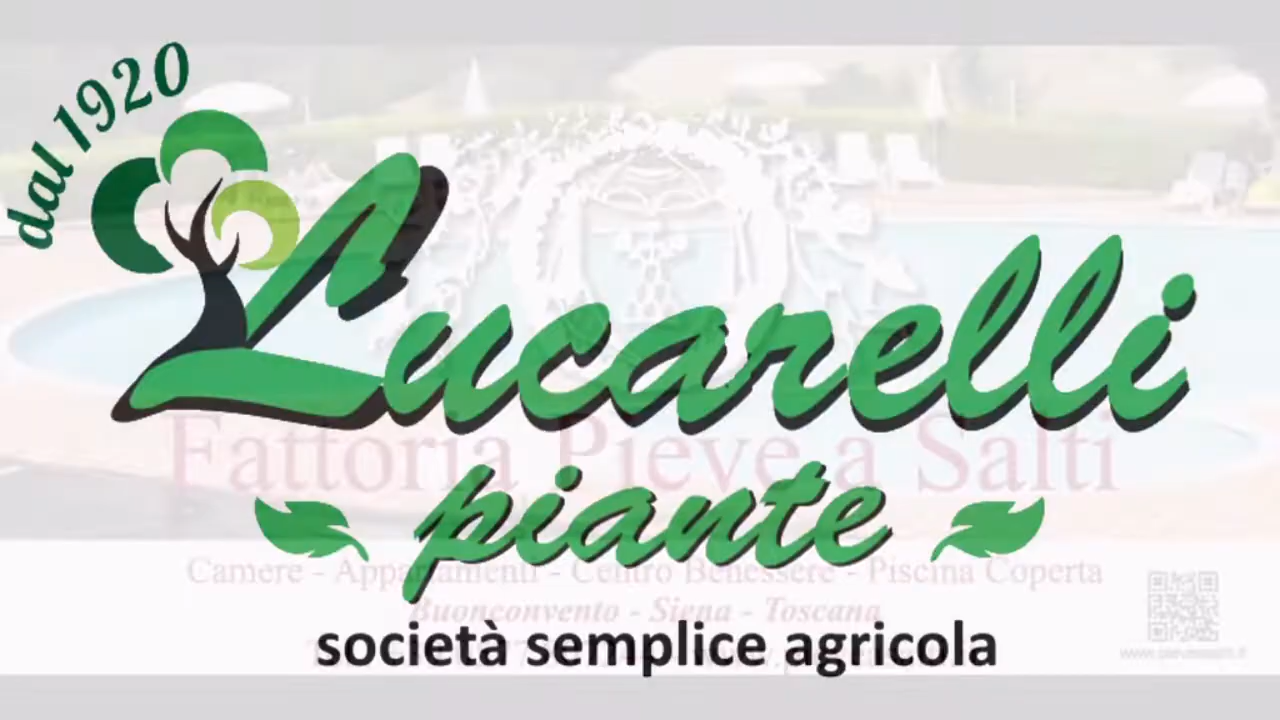 dal 1920
Lucarelli
Fattoria Pieve a Salti
piante
Camere - Appartamenti - Centro Benessere - Piscina Coperta
Buonconvento - Siena - Toscana
società semplice agricola